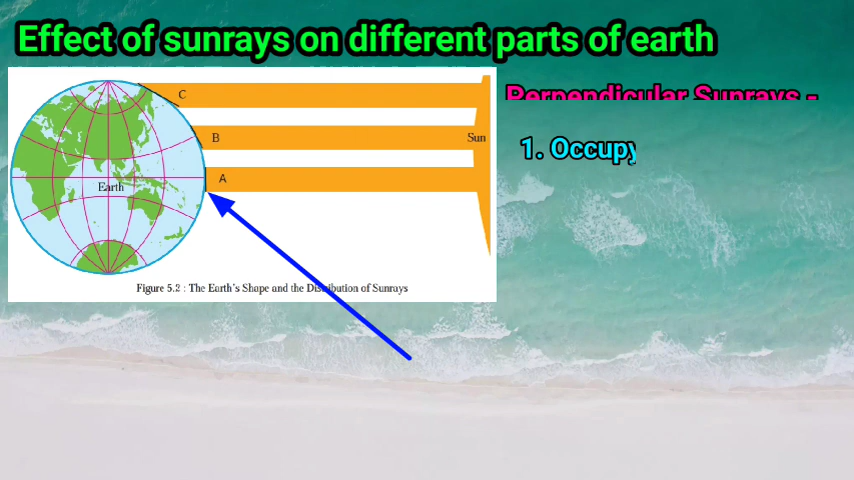 Effect of sunrays on different parts of earth
Perpendicular Sunrays -
C
B
Sun
1. Occupy
A
Earth
Figure 5.2 : The Earth's Shape and the Distribution of Sunrays